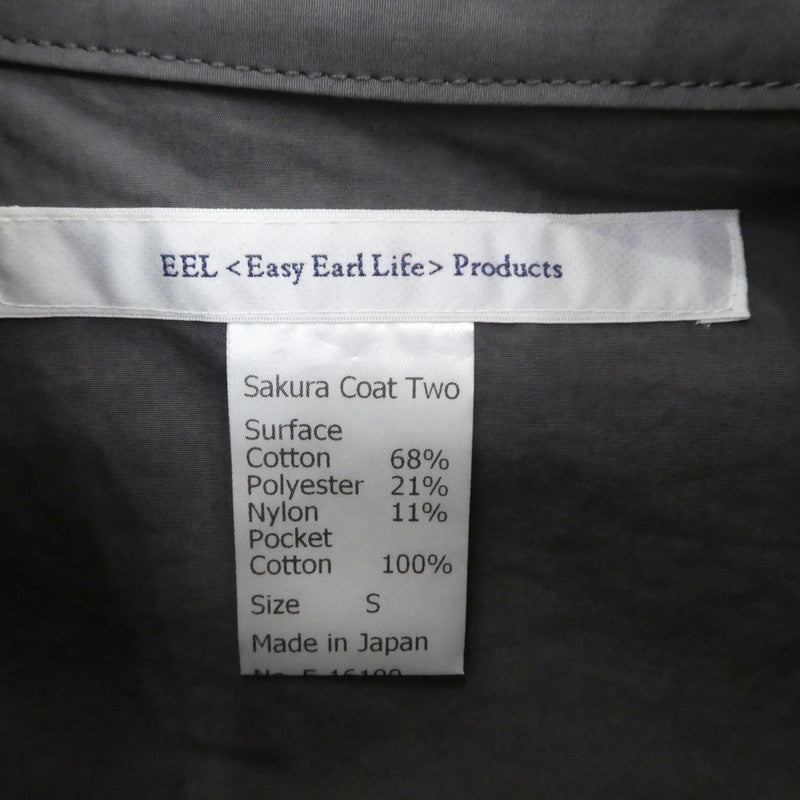 EEL <Easy Earl Life> Products
Sakura Coat Two
Surface
Cotton 68%
Polyester 21%
Nylon 11%
Pocket
Cotton 100%
Size S
Made in Japan